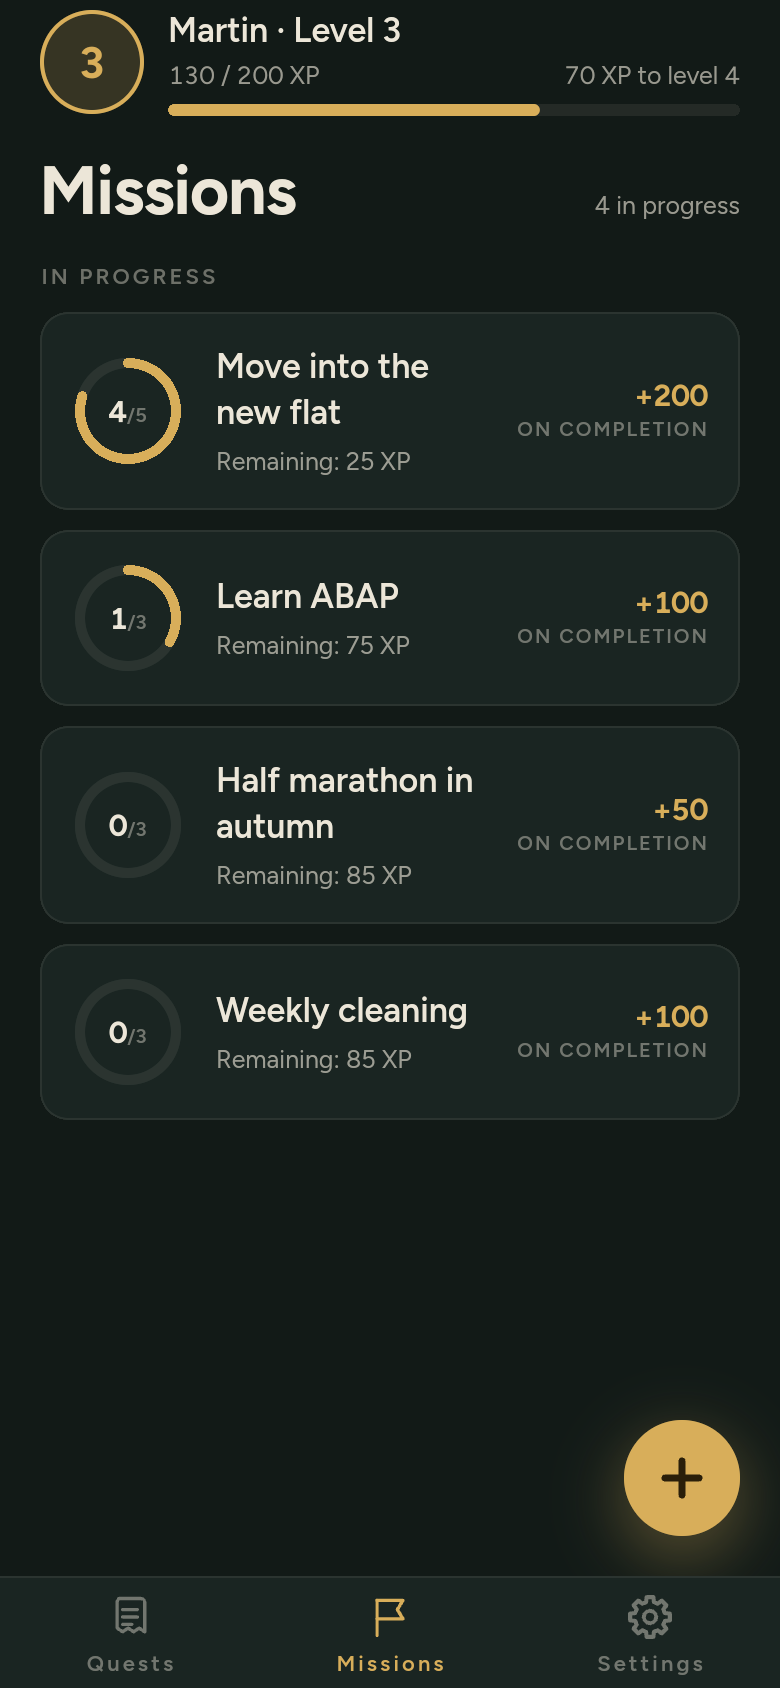 3
Martin · Level 3
130 / 200 XP
70 XP to level 4
Missions
4 in progress
IN PROGRESS
4/5
Move into the
new flat
Remaining: 25 XP
+200
ON COMPLETION
1/3
Learn ABAP
Remaining: 75 XP
+100
ON COMPLETION
0/3
Half marathon in
autumn
Remaining: 85 XP
+50
ON COMPLETION
0/3
Weekly cleaning
Remaining: 85 XP
+100
ON COMPLETION
Quests
Missions
Settings